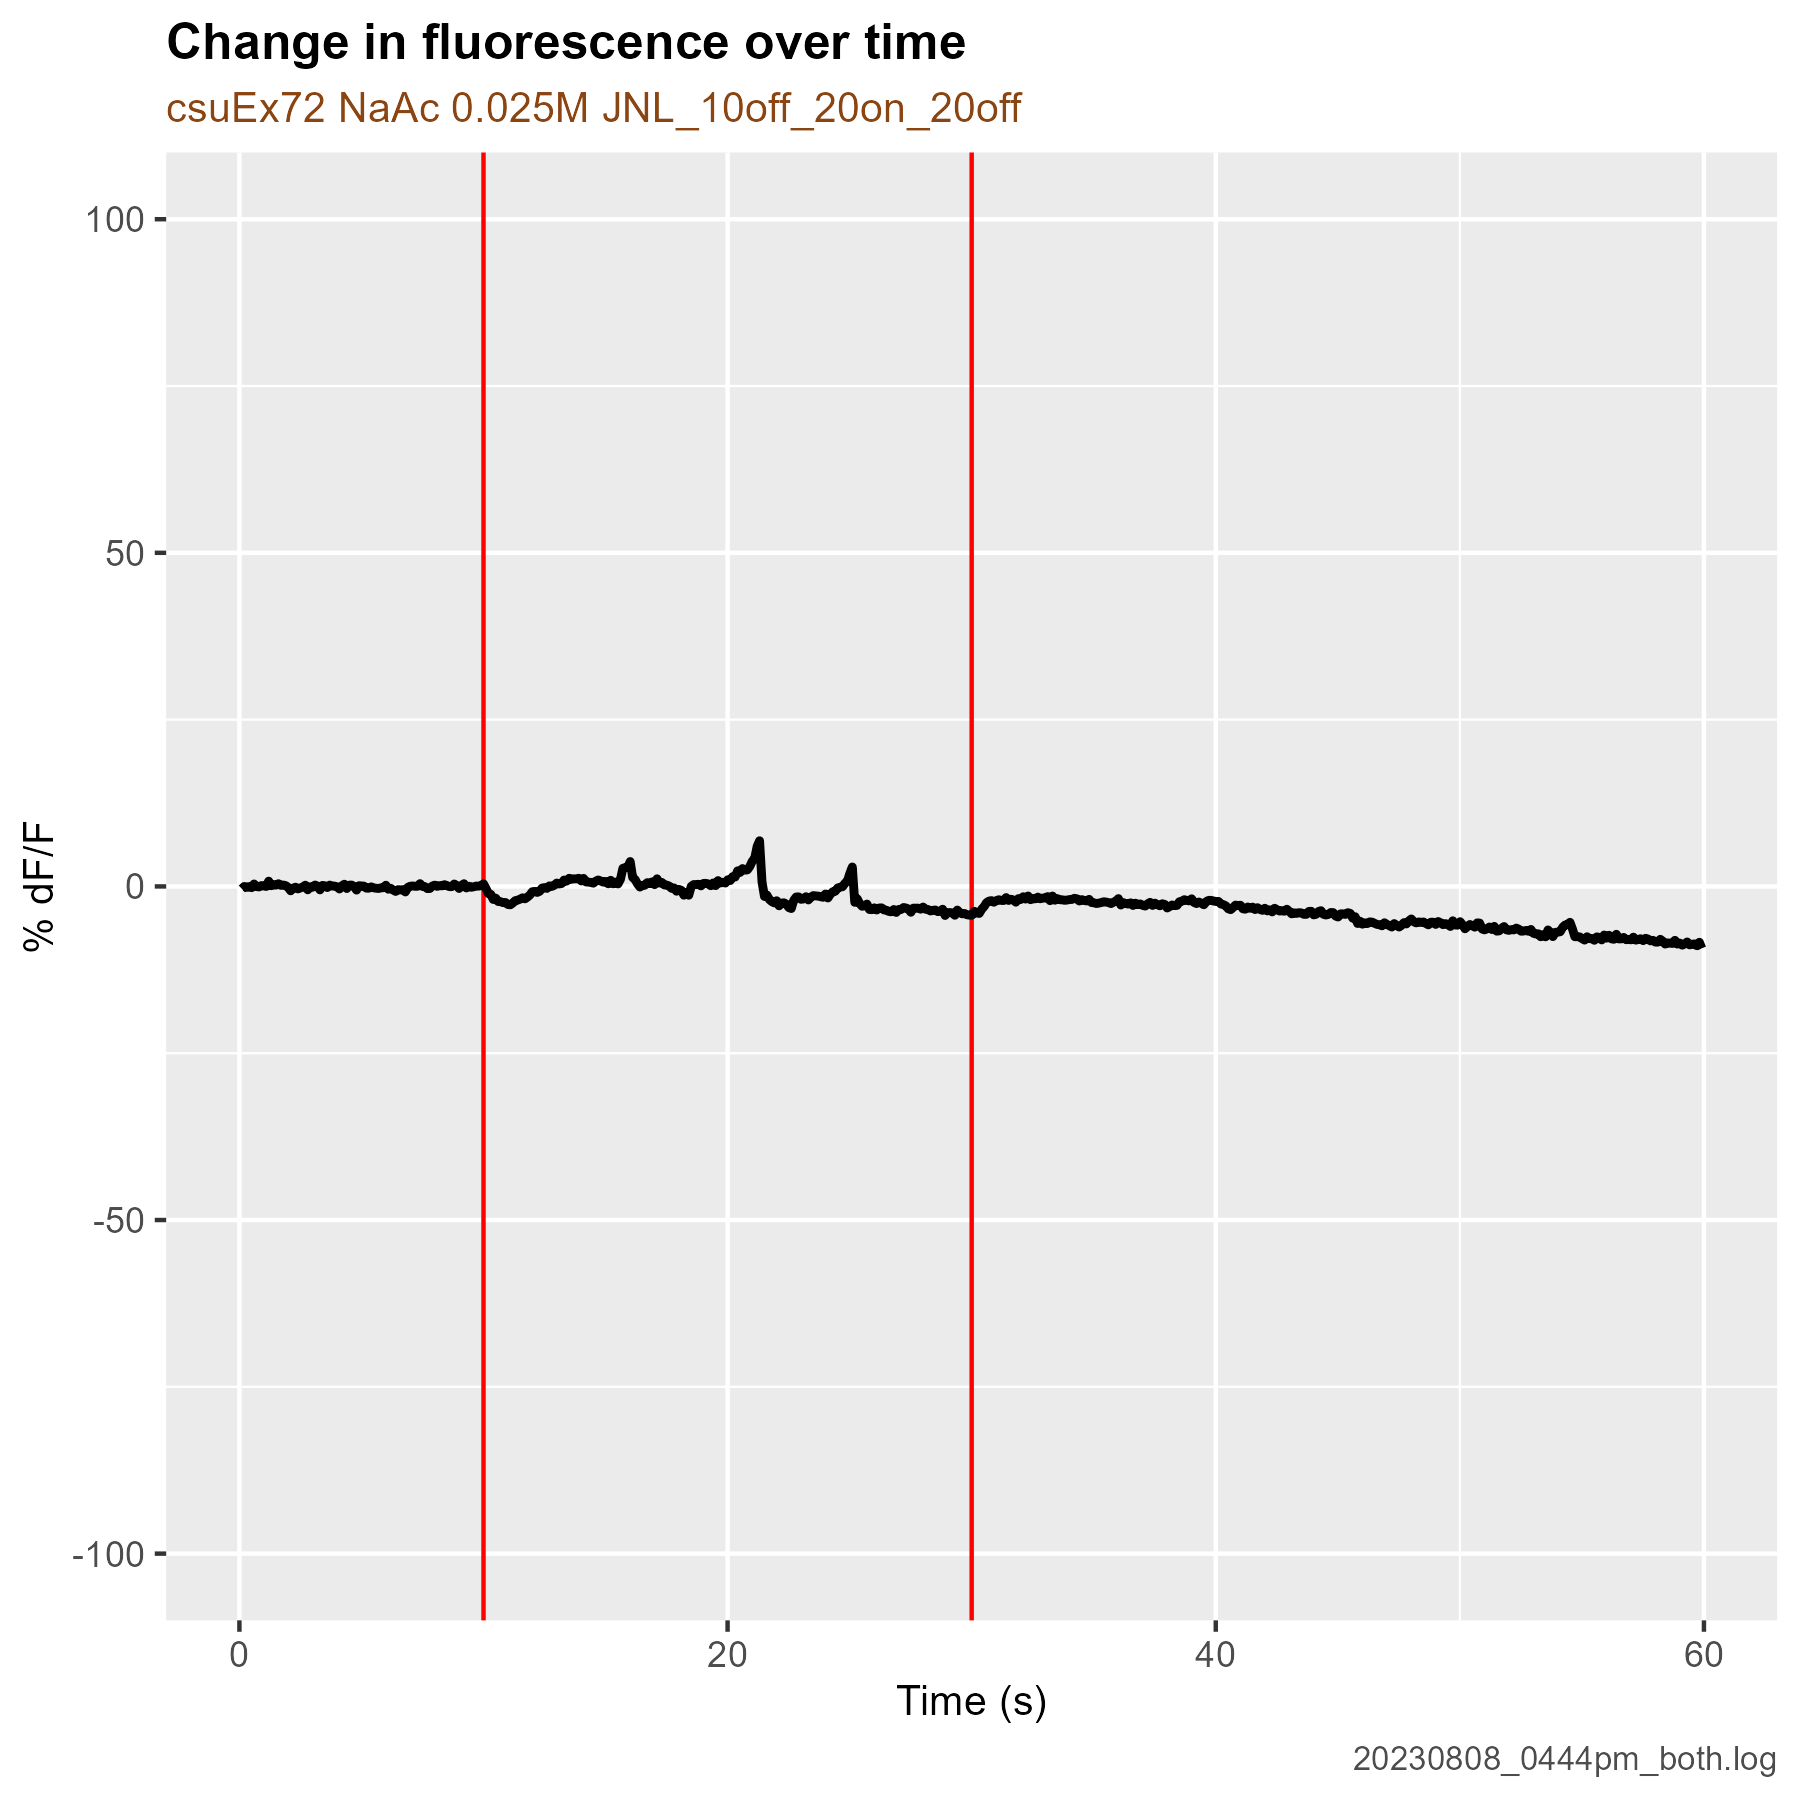 Change in fluorescence over time
csuEx72 NaAc 0.025M JNL_10off_20on_20off
100
50
0
-50
-100
% dF/F
0 20 40 60
Time (s)
20230808_0444pm_both.log